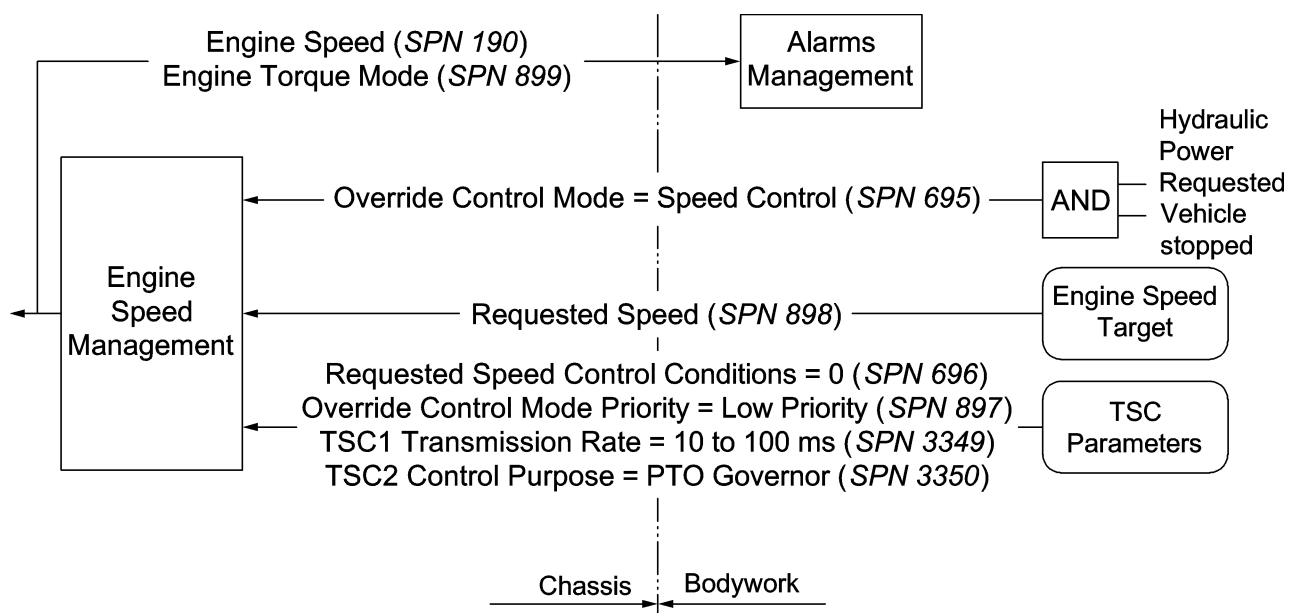 Engine Speed (SPN 190)
Engine Torque Mode (SPN 899)
Alarms
Management
Hydraulic
Power
Requested
Vehicle
stopped
Override Control Mode = Speed Control (SPN 695)
AND
Engine
Speed
Management
Requested Speed (SPN 898)
Engine Speed
Target
Requested Speed Control Conditions = 0 (SPN 696)
Override Control Mode Priority = Low Priority (SPN 897)
TSC1 Transmission Rate = 10 to 100 ms (SPN 3349)
TSC2 Control Purpose = PTO Governor (SPN 3350)
TSC
Parameters
Chassis
Bodywork